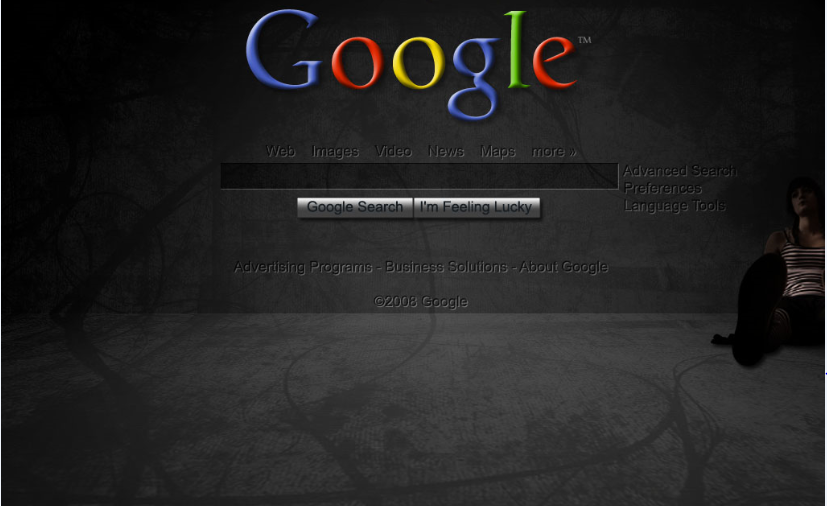 Google™
Web Images Video News Maps more »
Advanced Search
Preferences
Language Tools
Google Search I'm Feeling Lucky
Advertising Programs - Business Solutions - About Google
©2008 Google